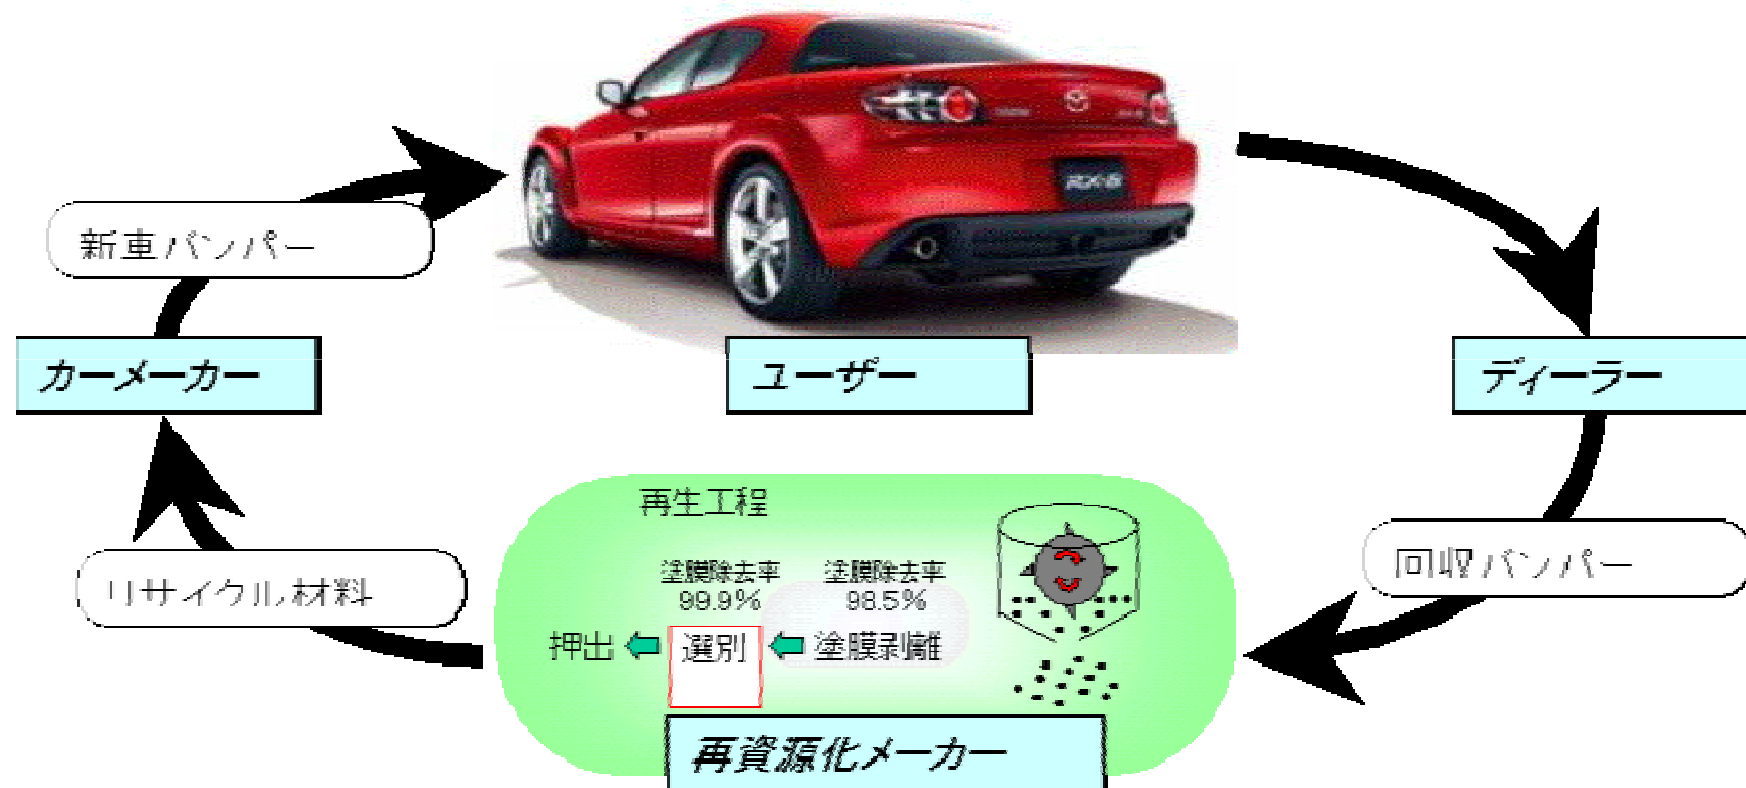 RX-8
新車バンパー
カーメーカー
ユーザー
ディーラー
再生工程
塗膜除去率
99.9%
塗膜除去率
98.5%
回収バンパー
リサイクル材料
押出
選別
塗膜剥離
再資源化メーカー